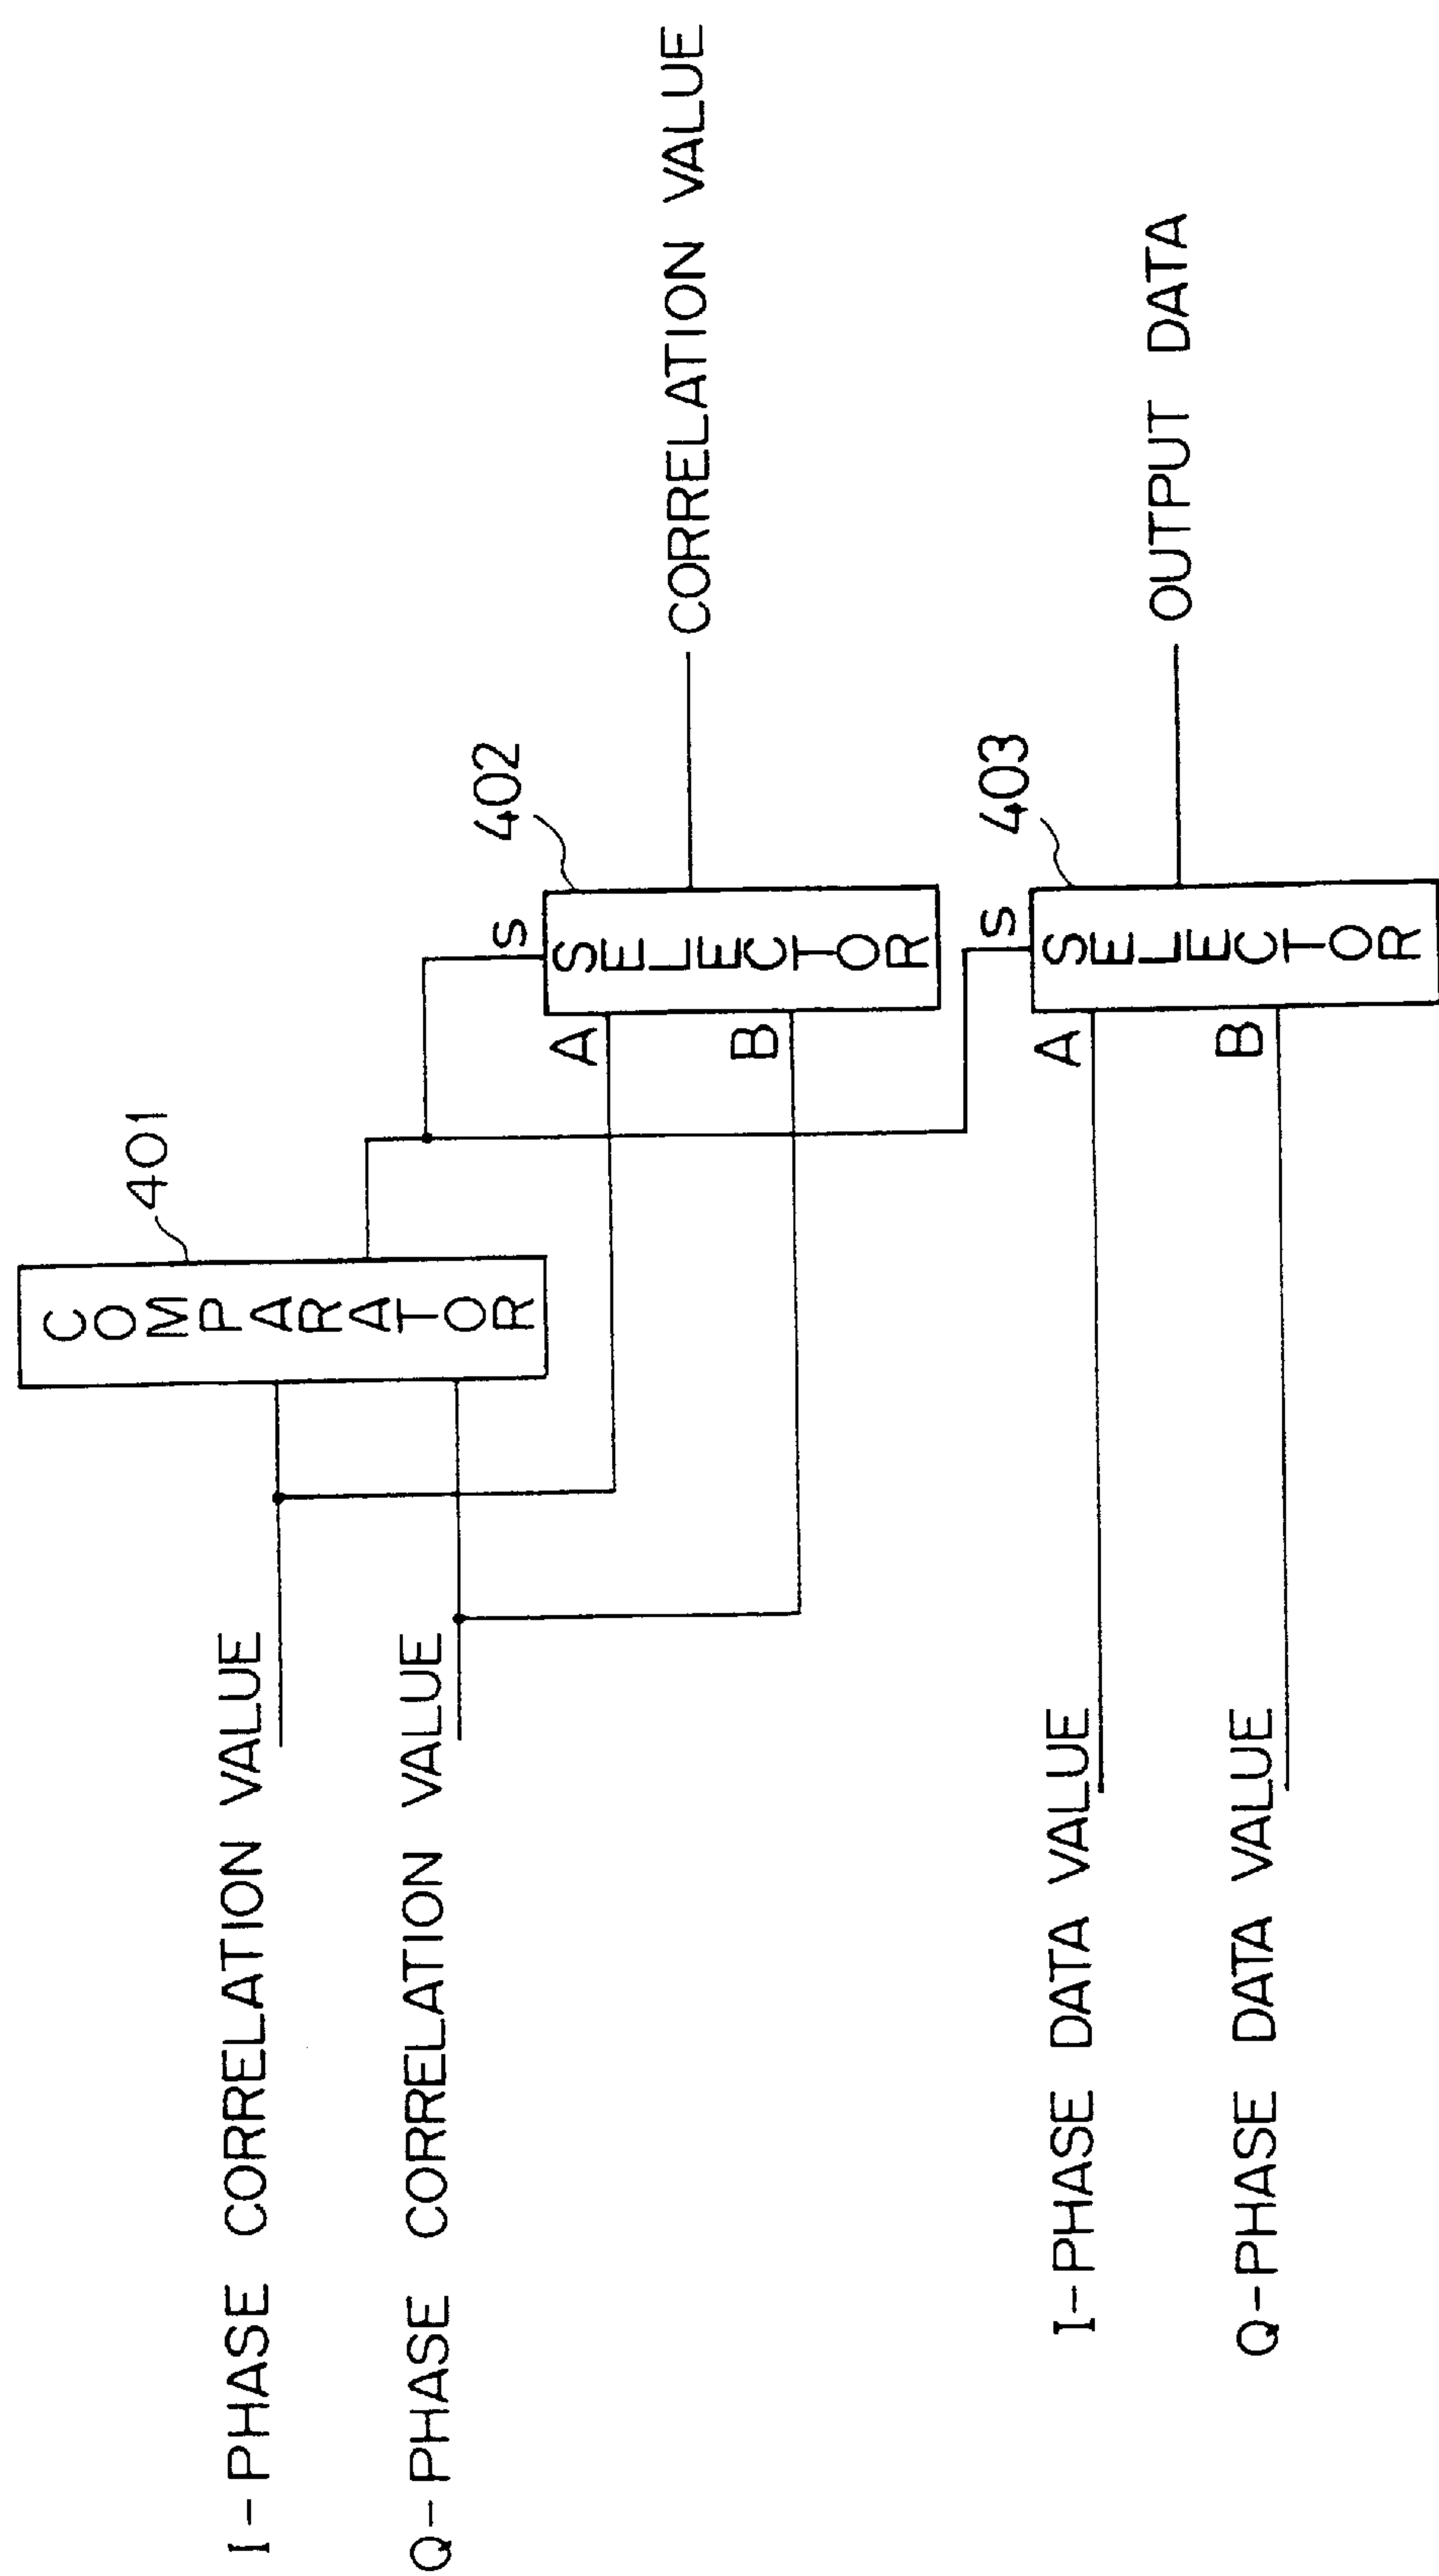 401
COMPARATOR
I-PHASE CORRELATION VALUE
Q-PHASE CORRELATION VALUE
402
S
A
B
SELECTOR
CORRELATION VALUE
403
S
I-PHASE DATA VALUE
A
Q-PHASE DATA VALUE
B
SELECTOR
OUTPUT DATA